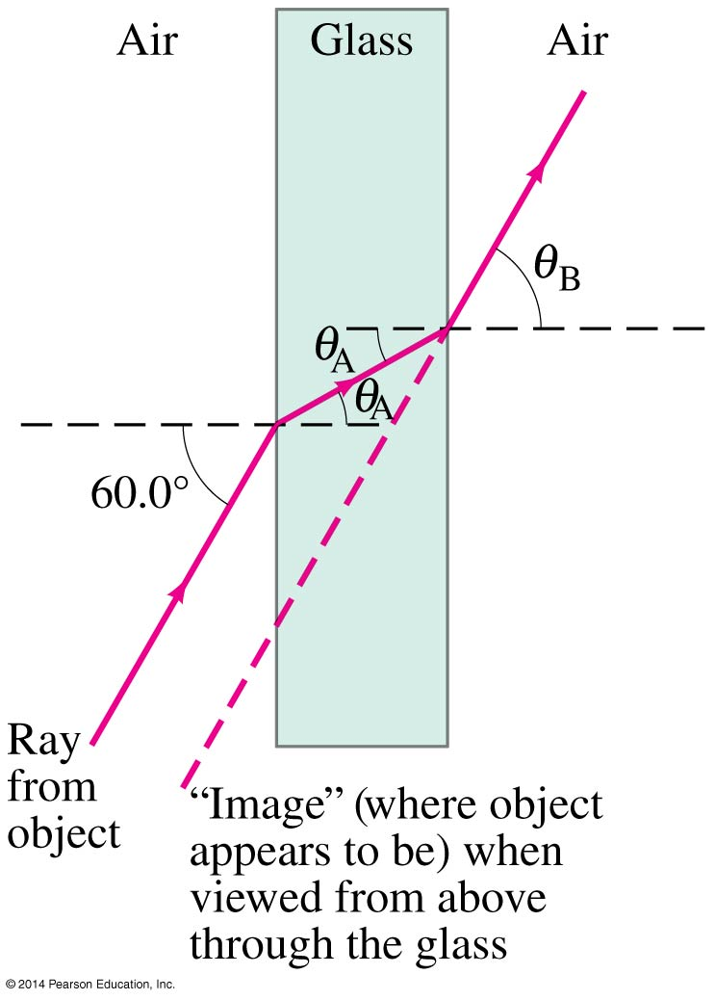 Air
Glass
Air
θB
θA
θA
60.0°
Ray
from
object
“Image” (where object
appears to be) when
viewed from above
through the glass
© 2014 Pearson Education, Inc.